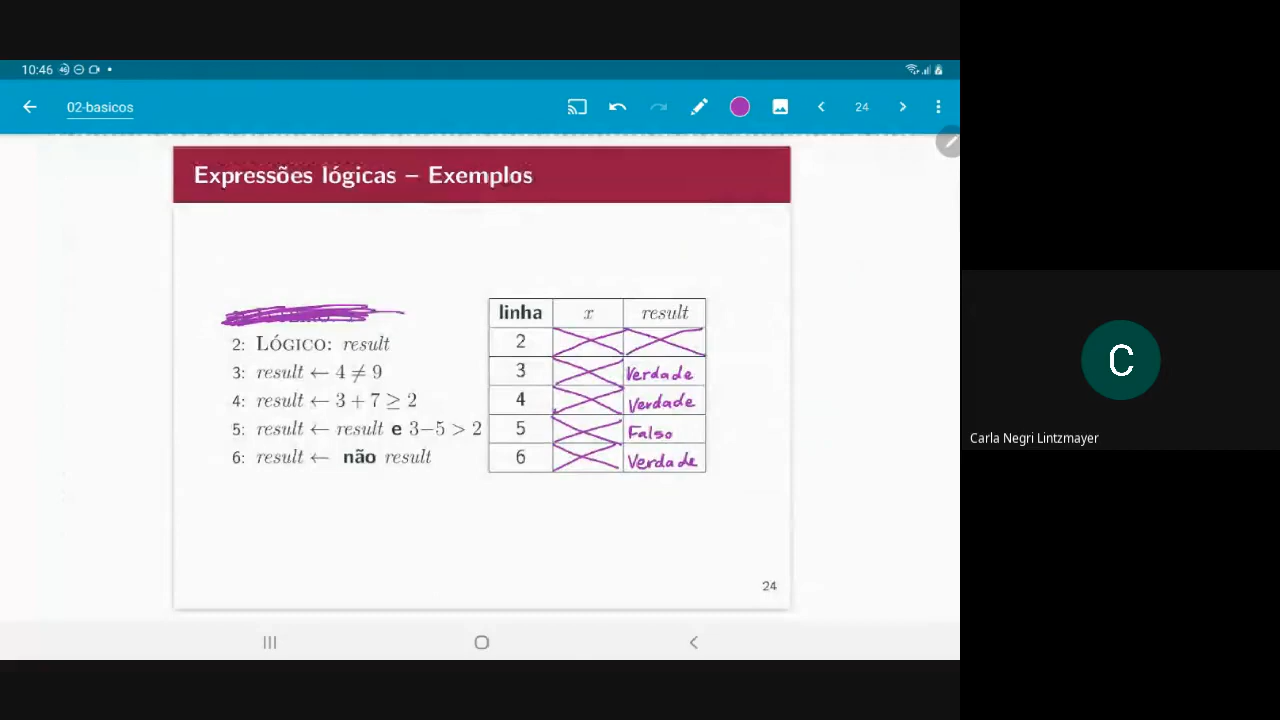 10:46
02-basicos
24
Expressões lógicas – Exemplos
2: LÓGICO: result
3: result ← 4 ≠ 9
4: result ← 3 + 7 ≥ 2
5: result ← result e 3−5 > 2
6: result ← não result
linha x result
2
3 Verdade
4 Verdade
5 Falso
6 Verdade
24
C
Carla Negri Lintzmayer